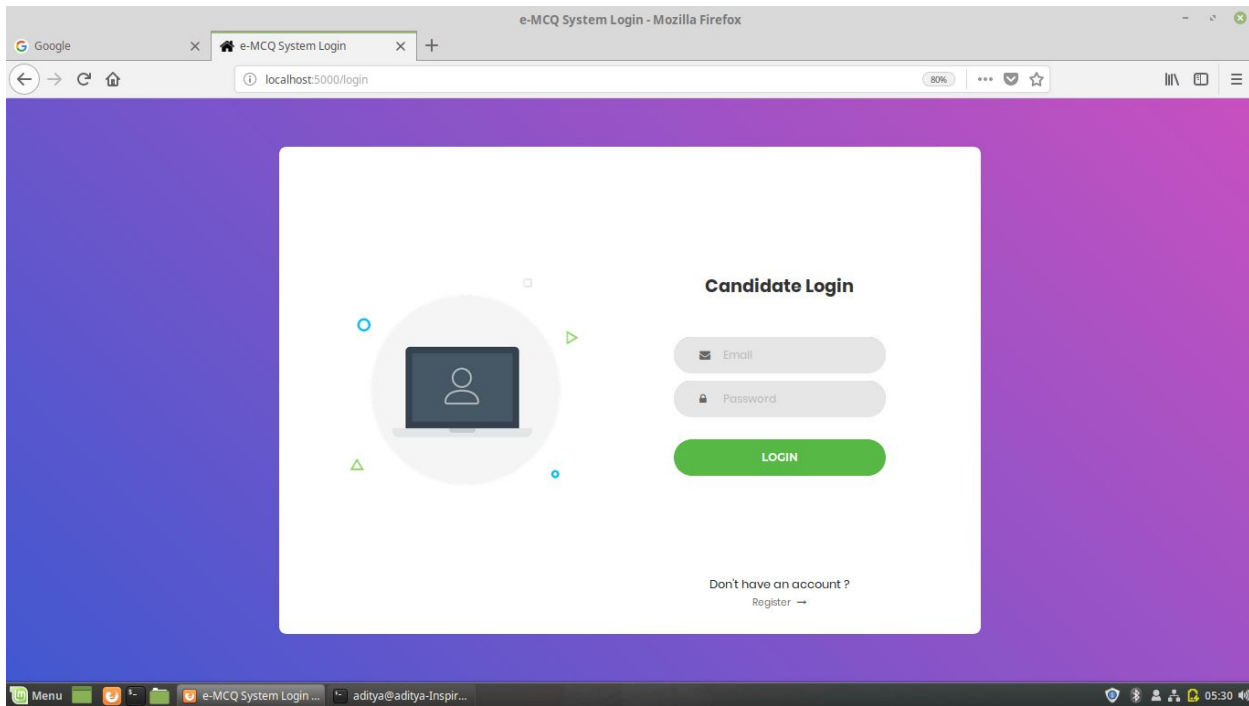 e-MCQ System Login - Mozilla Firefox
Google
e-MCQ System Login
localhost:5000/login
80%
Candidate Login
Email
Password
LOGIN
Don't have an account ?
Register →
Menu
e-MCQ System Login ...
aditya@aditya-Inspir...
05:30